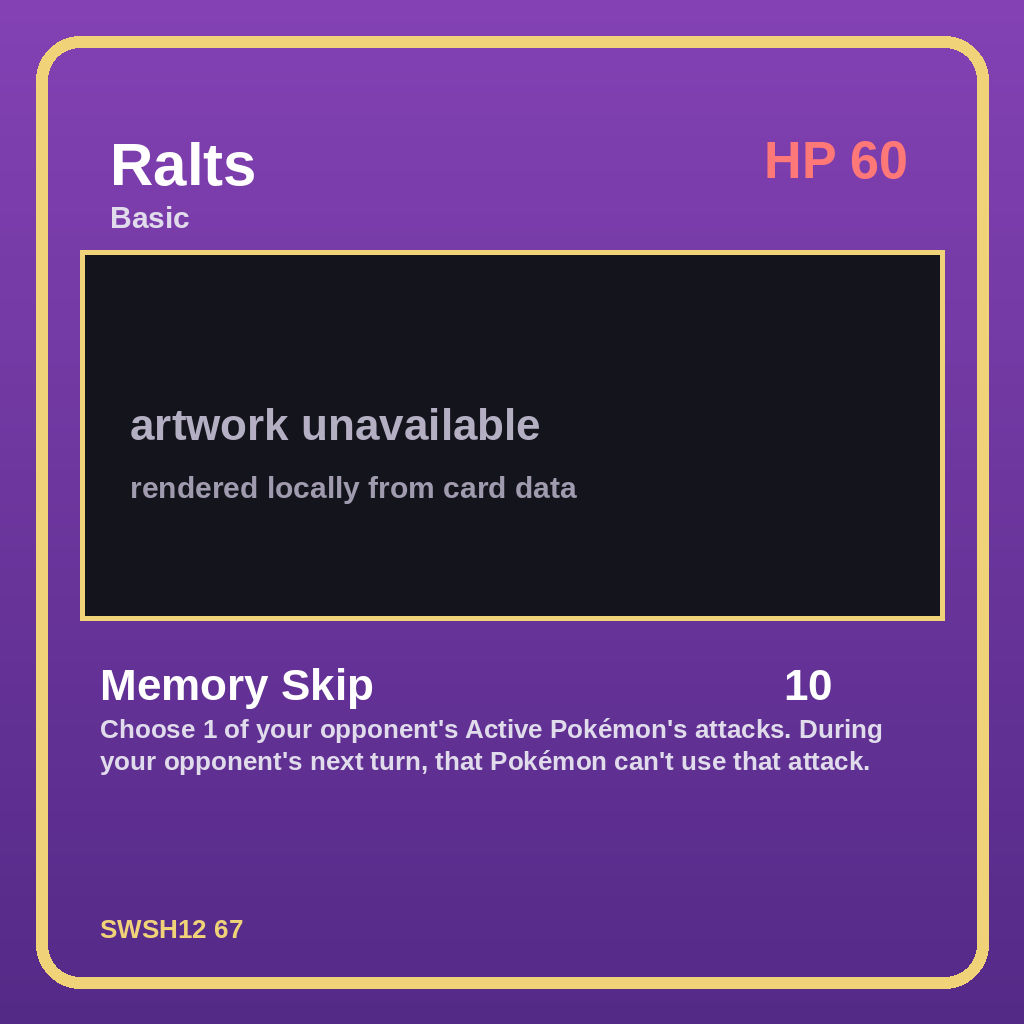 Ralts
HP 60
Basic
artwork unavailable
rendered locally from card data
Memory Skip
10
Choose 1 of your opponent's Active Pokémon's attacks. During
your opponent's next turn, that Pokémon can't use that attack.
SWSH12 67